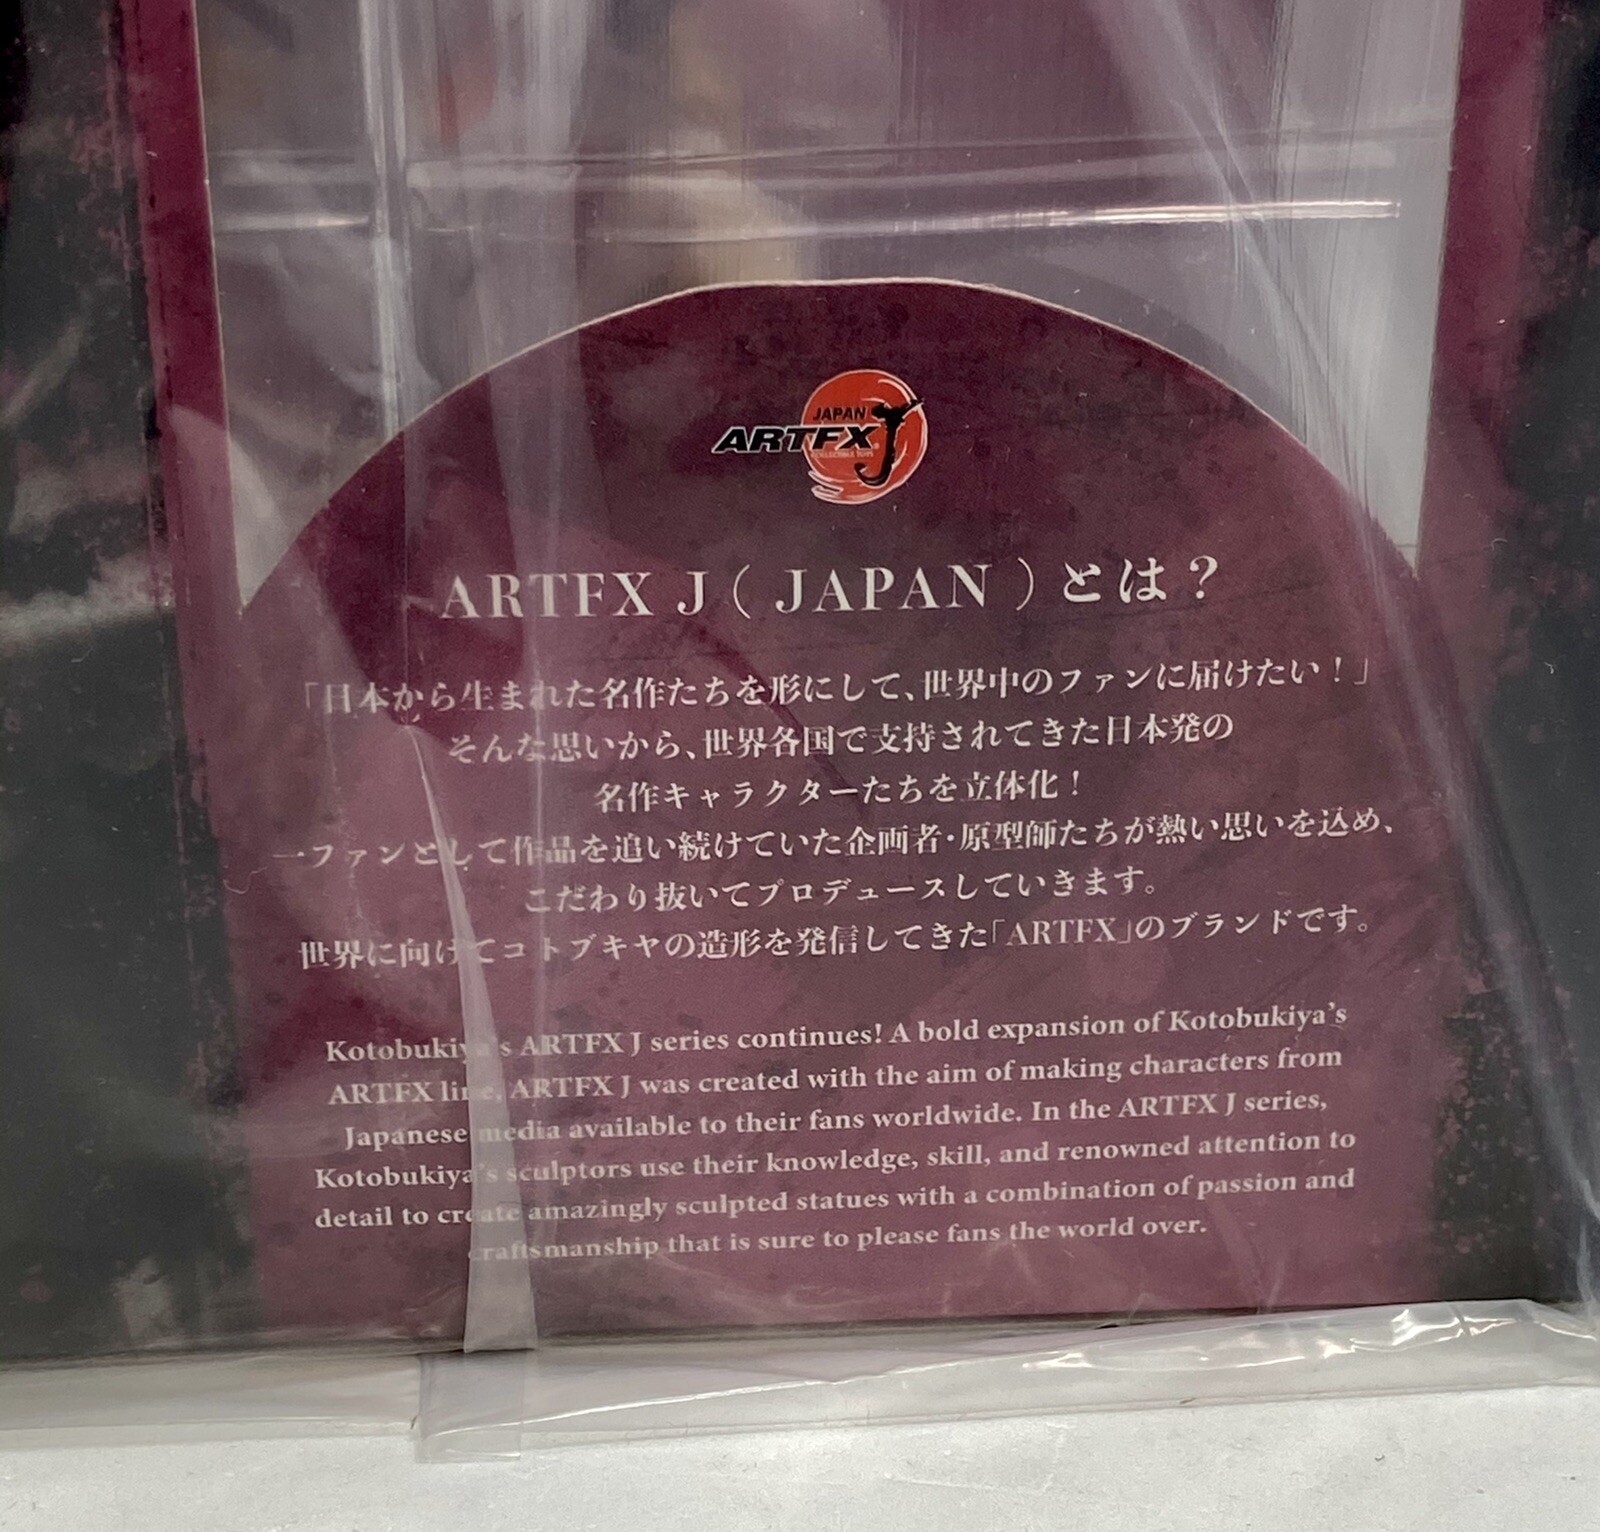 JAPAN
ARTFX J
COLLECTIBLE TOYS
ARTFX J ( JAPAN ) とは？
「日本から生まれた名作たちを形にして、世界中のファンに届けたい！」
そんな思いから、世界各国で支持されてきた日本発の
名作キャラクターたちを立体化！
一ファンとして作品を追い続けていた企画者・原型師たちが熱い思いを込め、
こだわり抜いてプロデュースしていきます。
世界に向けてコトブキヤの造形を発信してきた「ARTFX」のブランドです。
Kotobukiya's ARTFX J series continues! A bold expansion of Kotobukiya's
ARTFX line, ARTFX J was created with the aim of making characters from
Japanese media available to their fans worldwide. In the ARTFX J series,
Kotobukiya's sculptors use their knowledge, skill, and renowned attention to
detail to create amazingly sculpted statues with a combination of passion and
craftsmanship that is sure to please fans the world over.